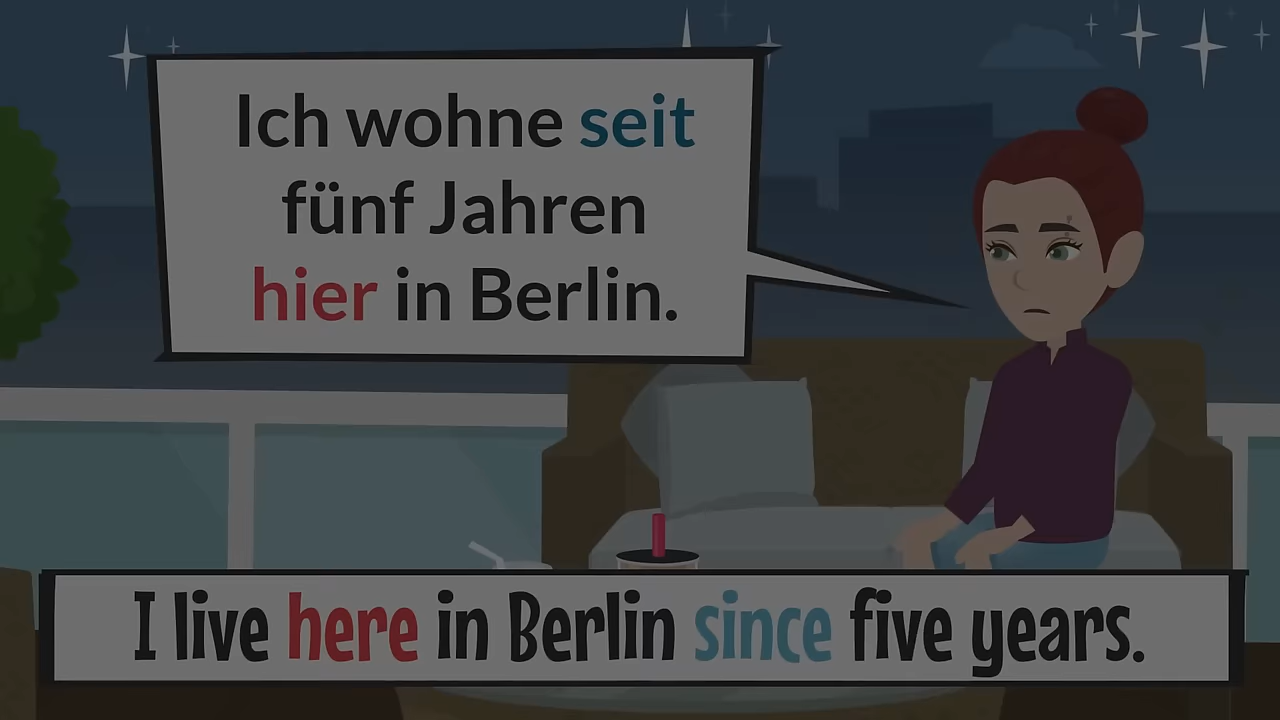 Ich wohne seit
fünf Jahren
hier in Berlin.
I live here in Berlin since five years.